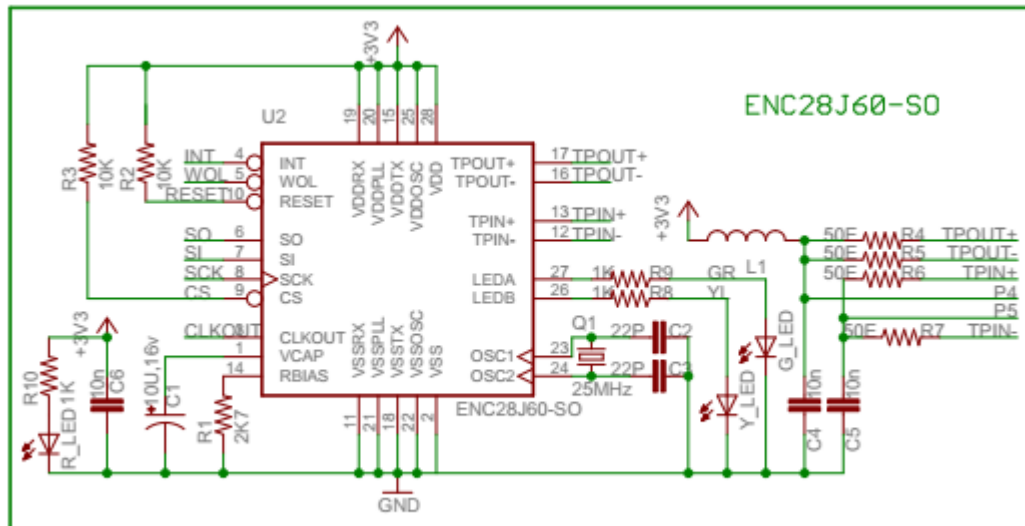 +3V3
ENC28J60-SO
U2
19
20
15
25
28
R3
10K
R2
10K
INT 4 INT
WOL 5 WOL
RESET 10 RESET
SO 6 SO
SI 7 SI
SCK 8 SCK
CS 9 CS
CLKOUT CLKOUT
1 VCAP
14 RBIAS
VDDRX
VDDPLL
VDDTX
VDDOSC
VDD
TPOUT+ 17 TPOUT+
TPOUT- 16 TPOUT-
TPIN+ 13 TPIN+
TPIN- 12 TPIN-
LEDA 27 1K R9 GR
LEDB 26 1K R8 YL
OSC1 23
OSC2 24
Q1
25MHz
22P C2
22P C3
VSSRX
VSSPLL
VSSTX
VSSOSC
VSS
ENC28J60-SO
11
21
18
22
2
GND
+3V3
R10
1K
R_LED
10n
C6
10U,16v
C1
R1
2K7
G_LED
Y_LED
+3V3
L1
50E R4 TPOUT+
50E R5 TPOUT-
50E R6 TPIN+
P4
P5
50E R7 TPIN-
10n
C4
10n
C5